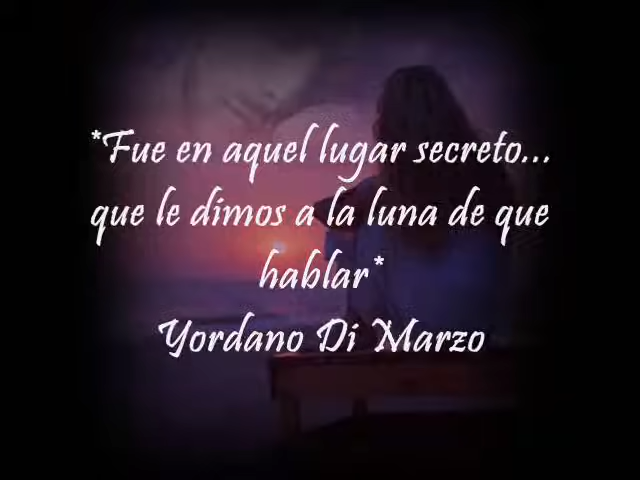 *Fue en aquel lugar secreto...
que le dimos a la luna de que
hablar*
Yordano Di Marzo